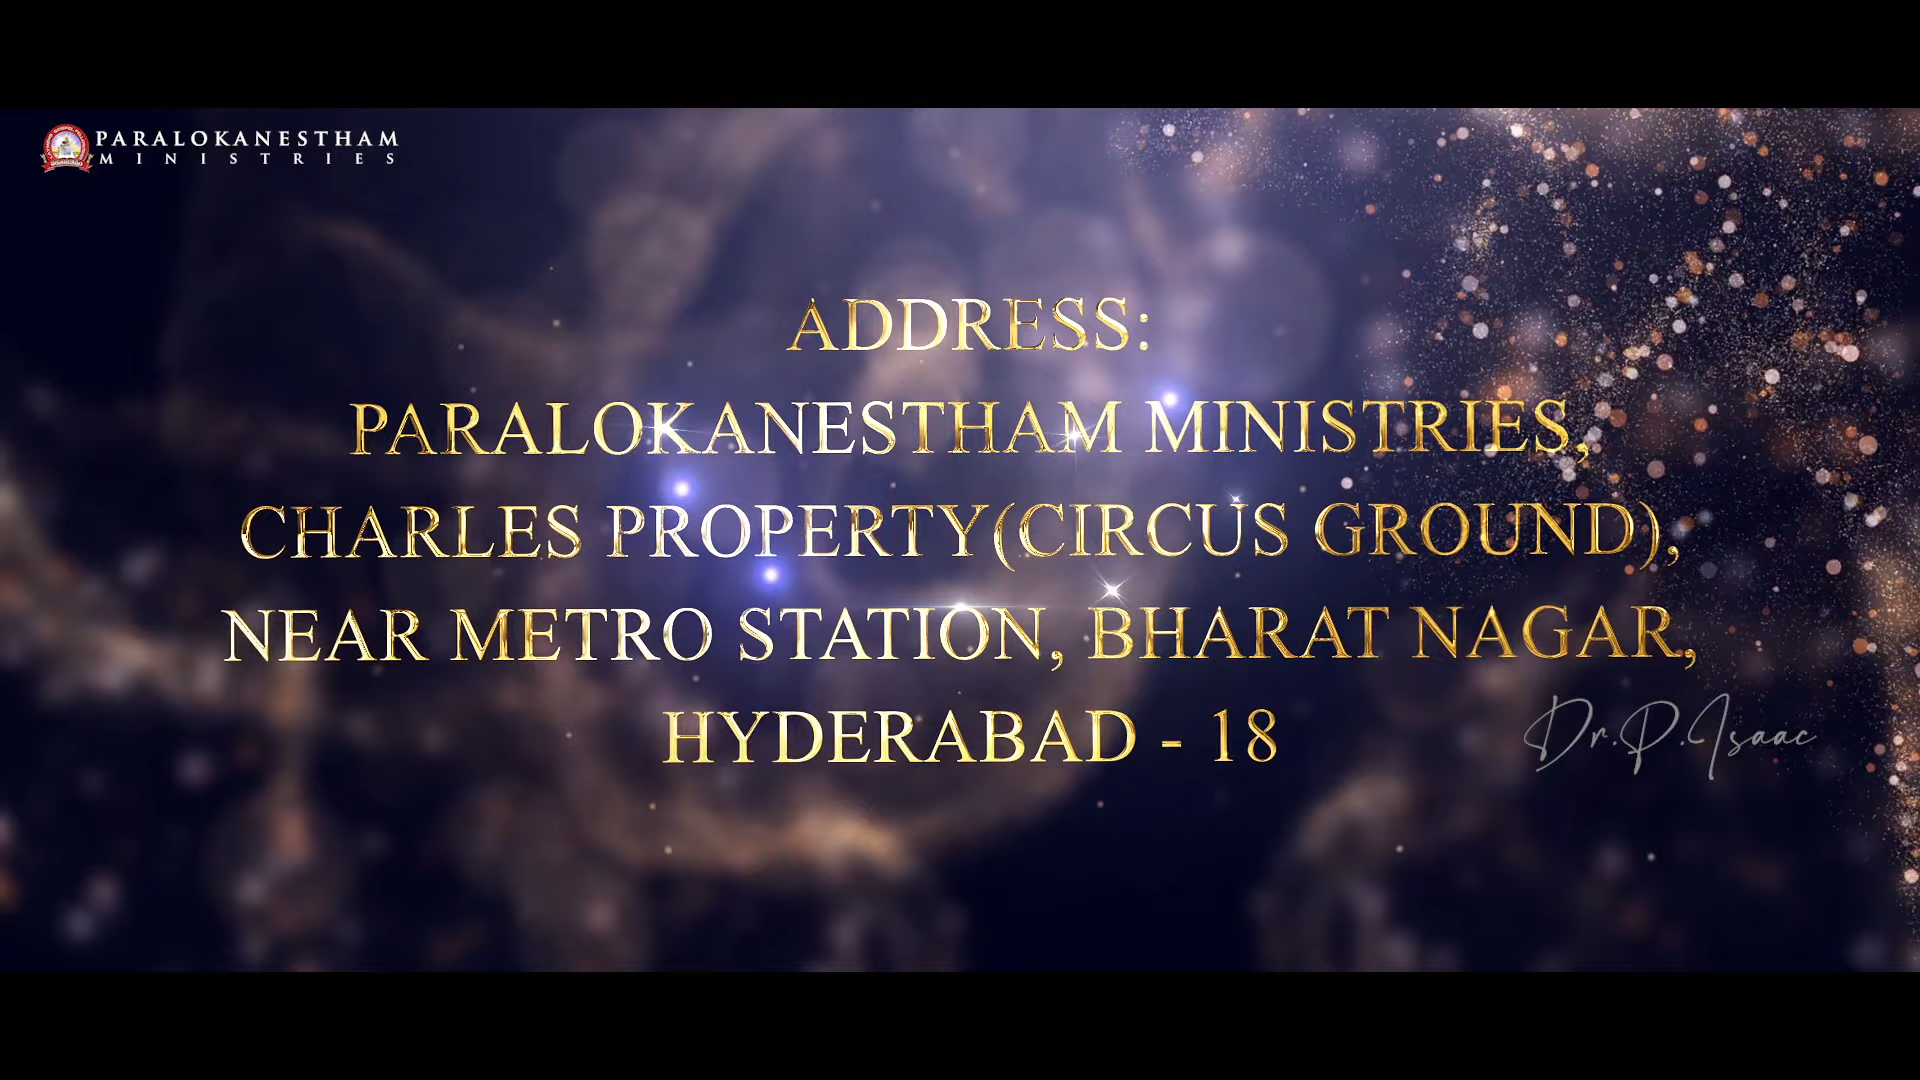 PARALOKANESTHAM
MINISTRIES
ADDRESS:
PARALOKANESTHAM MINISTRIES,
CHARLES PROPERTY(CIRCUS GROUND),
NEAR METRO STATION, BHARAT NAGAR,
HYDERABAD - 18
Dr.P.Isaac